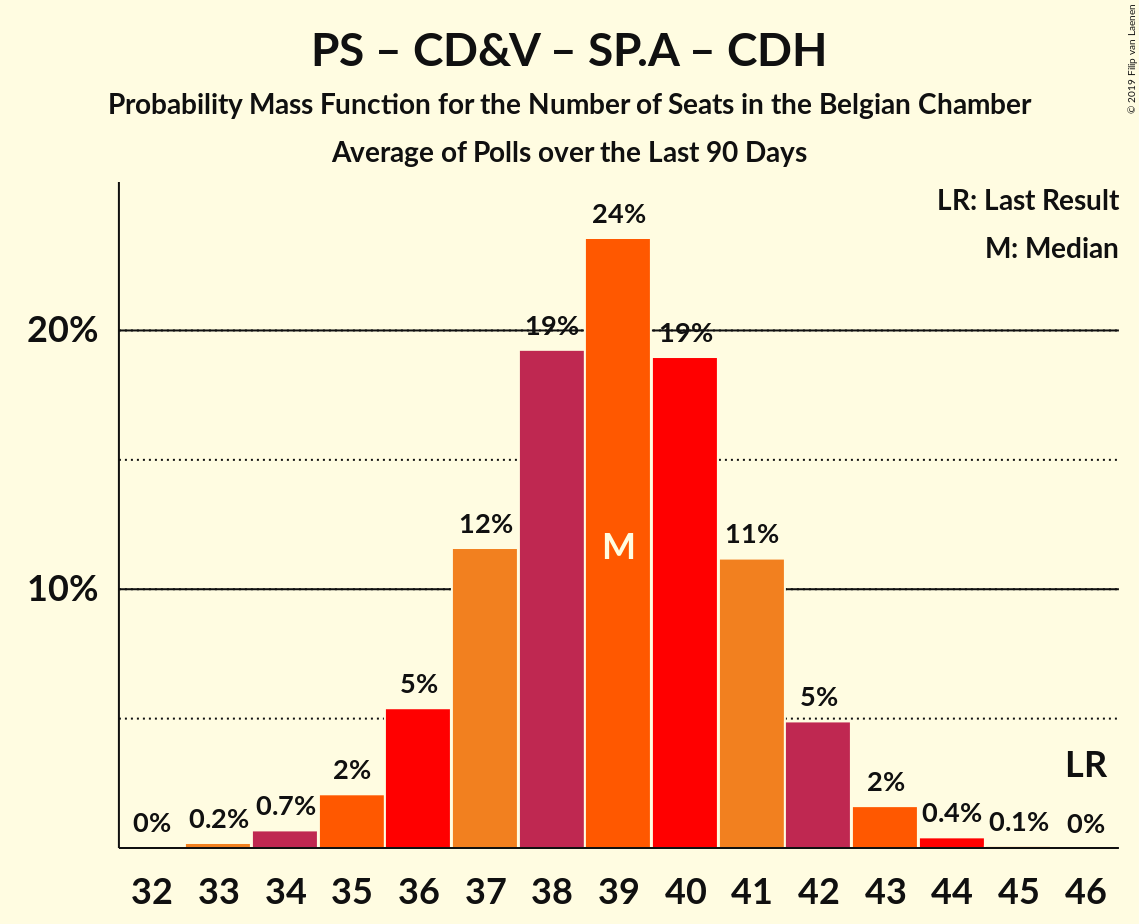 PS – CD&V – SP.A – CDH
Probability Mass Function for the Number of Seats in the Belgian Chamber
Average of Polls over the Last 90 Days
© 2019 Filip van Laenen
LR: Last Result
M: Median
20%
10%
0%
0.2%
0.7%
2%
5%
12%
19%
24%
19%
11%
5%
2%
0.4%
0.1%
0%
M
LR
32 33 34 35 36 37 38 39 40 41 42 43 44 45 46